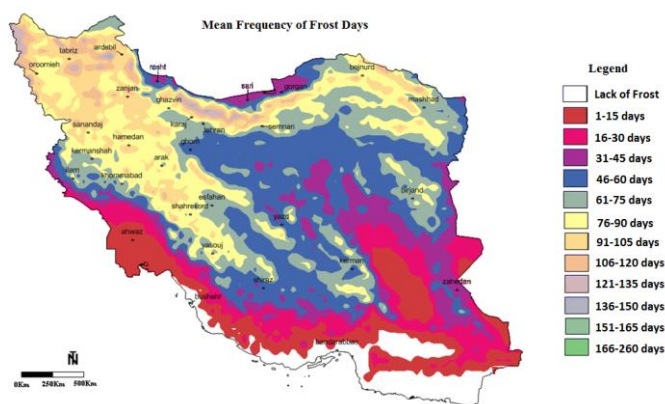 Mean Frequency of Frost Days
ardebil
tabriz
rasht
oroomieh
bojnurd
zanjan
sari
gorgan
mashhad
ghazvin
karaj
tehran
semnan
sanandaj
hamedan
ghom
kermanshah
arak
ilam
khoramabad
birjand
esfahan
shahrekord
yazd
ahwaz
yasouj
kerman
shiraz
zahedan
bushehr
bandarabbas
N
0Km 250Km 500Km
Legend
Lack of Frost
1-15 days
16-30 days
31-45 days
46-60 days
61-75 days
76-90 days
91-105 days
106-120 days
121-135 days
136-150 days
151-165 days
166-260 days